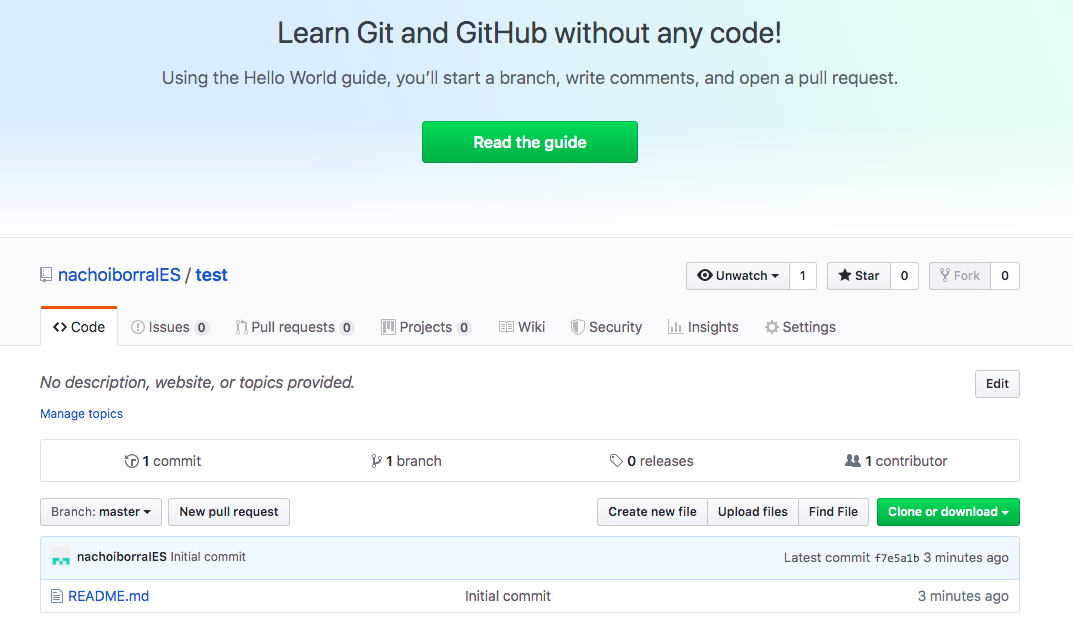 Learn Git and GitHub without any code!
Using the Hello World guide, you’ll start a branch, write comments, and open a pull request.
Read the guide
nachoiborraIES / test
Unwatch 1 Star 0 Fork 0
Code Issues 0 Pull requests 0 Projects 0 Wiki Security Insights Settings
No description, website, or topics provided. Edit
Manage topics
1 commit 1 branch 0 releases 1 contributor
Branch: master New pull request Create new file Upload files Find File Clone or download
nachoiborraIES Initial commit Latest commit f7e5a1b 3 minutes ago
README.md Initial commit 3 minutes ago